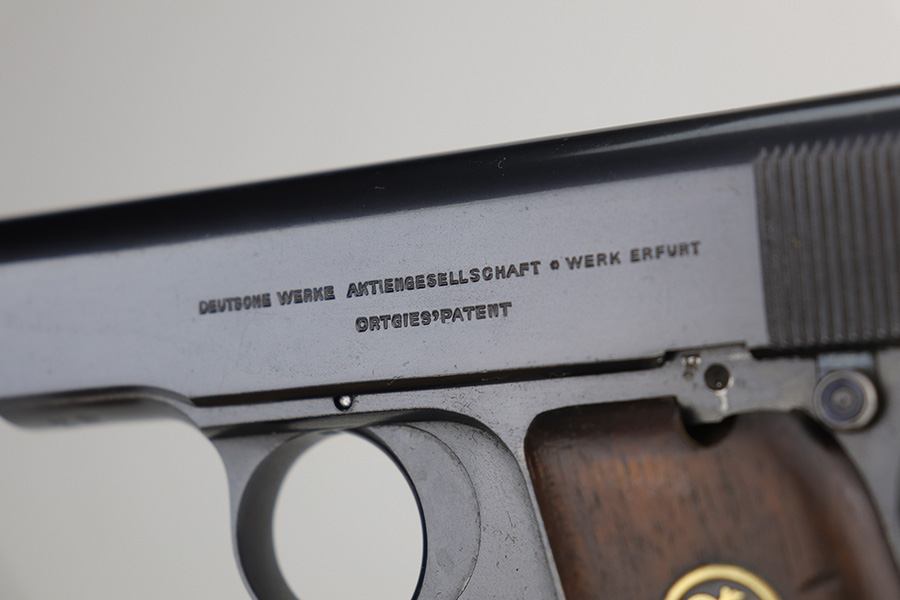 DEUTSCHE WERKE AKTIENGESELLSCHAFT * WERK ERFURT
ORTGIES'PATENT